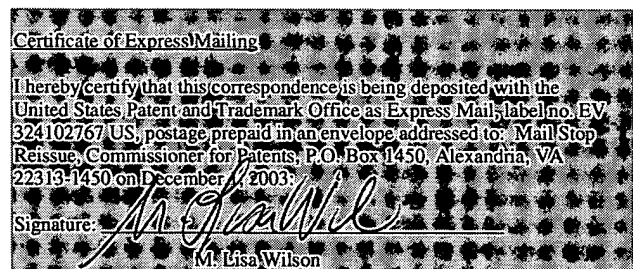 Certificate of Express Mailing
I hereby certify that this correspondence is being deposited with the
United States Patent and Trademark Office as Express Mail, label no. EV
324102767 US, postage prepaid in an envelope addressed to: Mail Stop
Reissue, Commissioner for Patents, P.O. Box 1450, Alexandria, VA
22313-1450 on December , 2003.
Signature: M Lisa Wil
M. Lisa Wilson